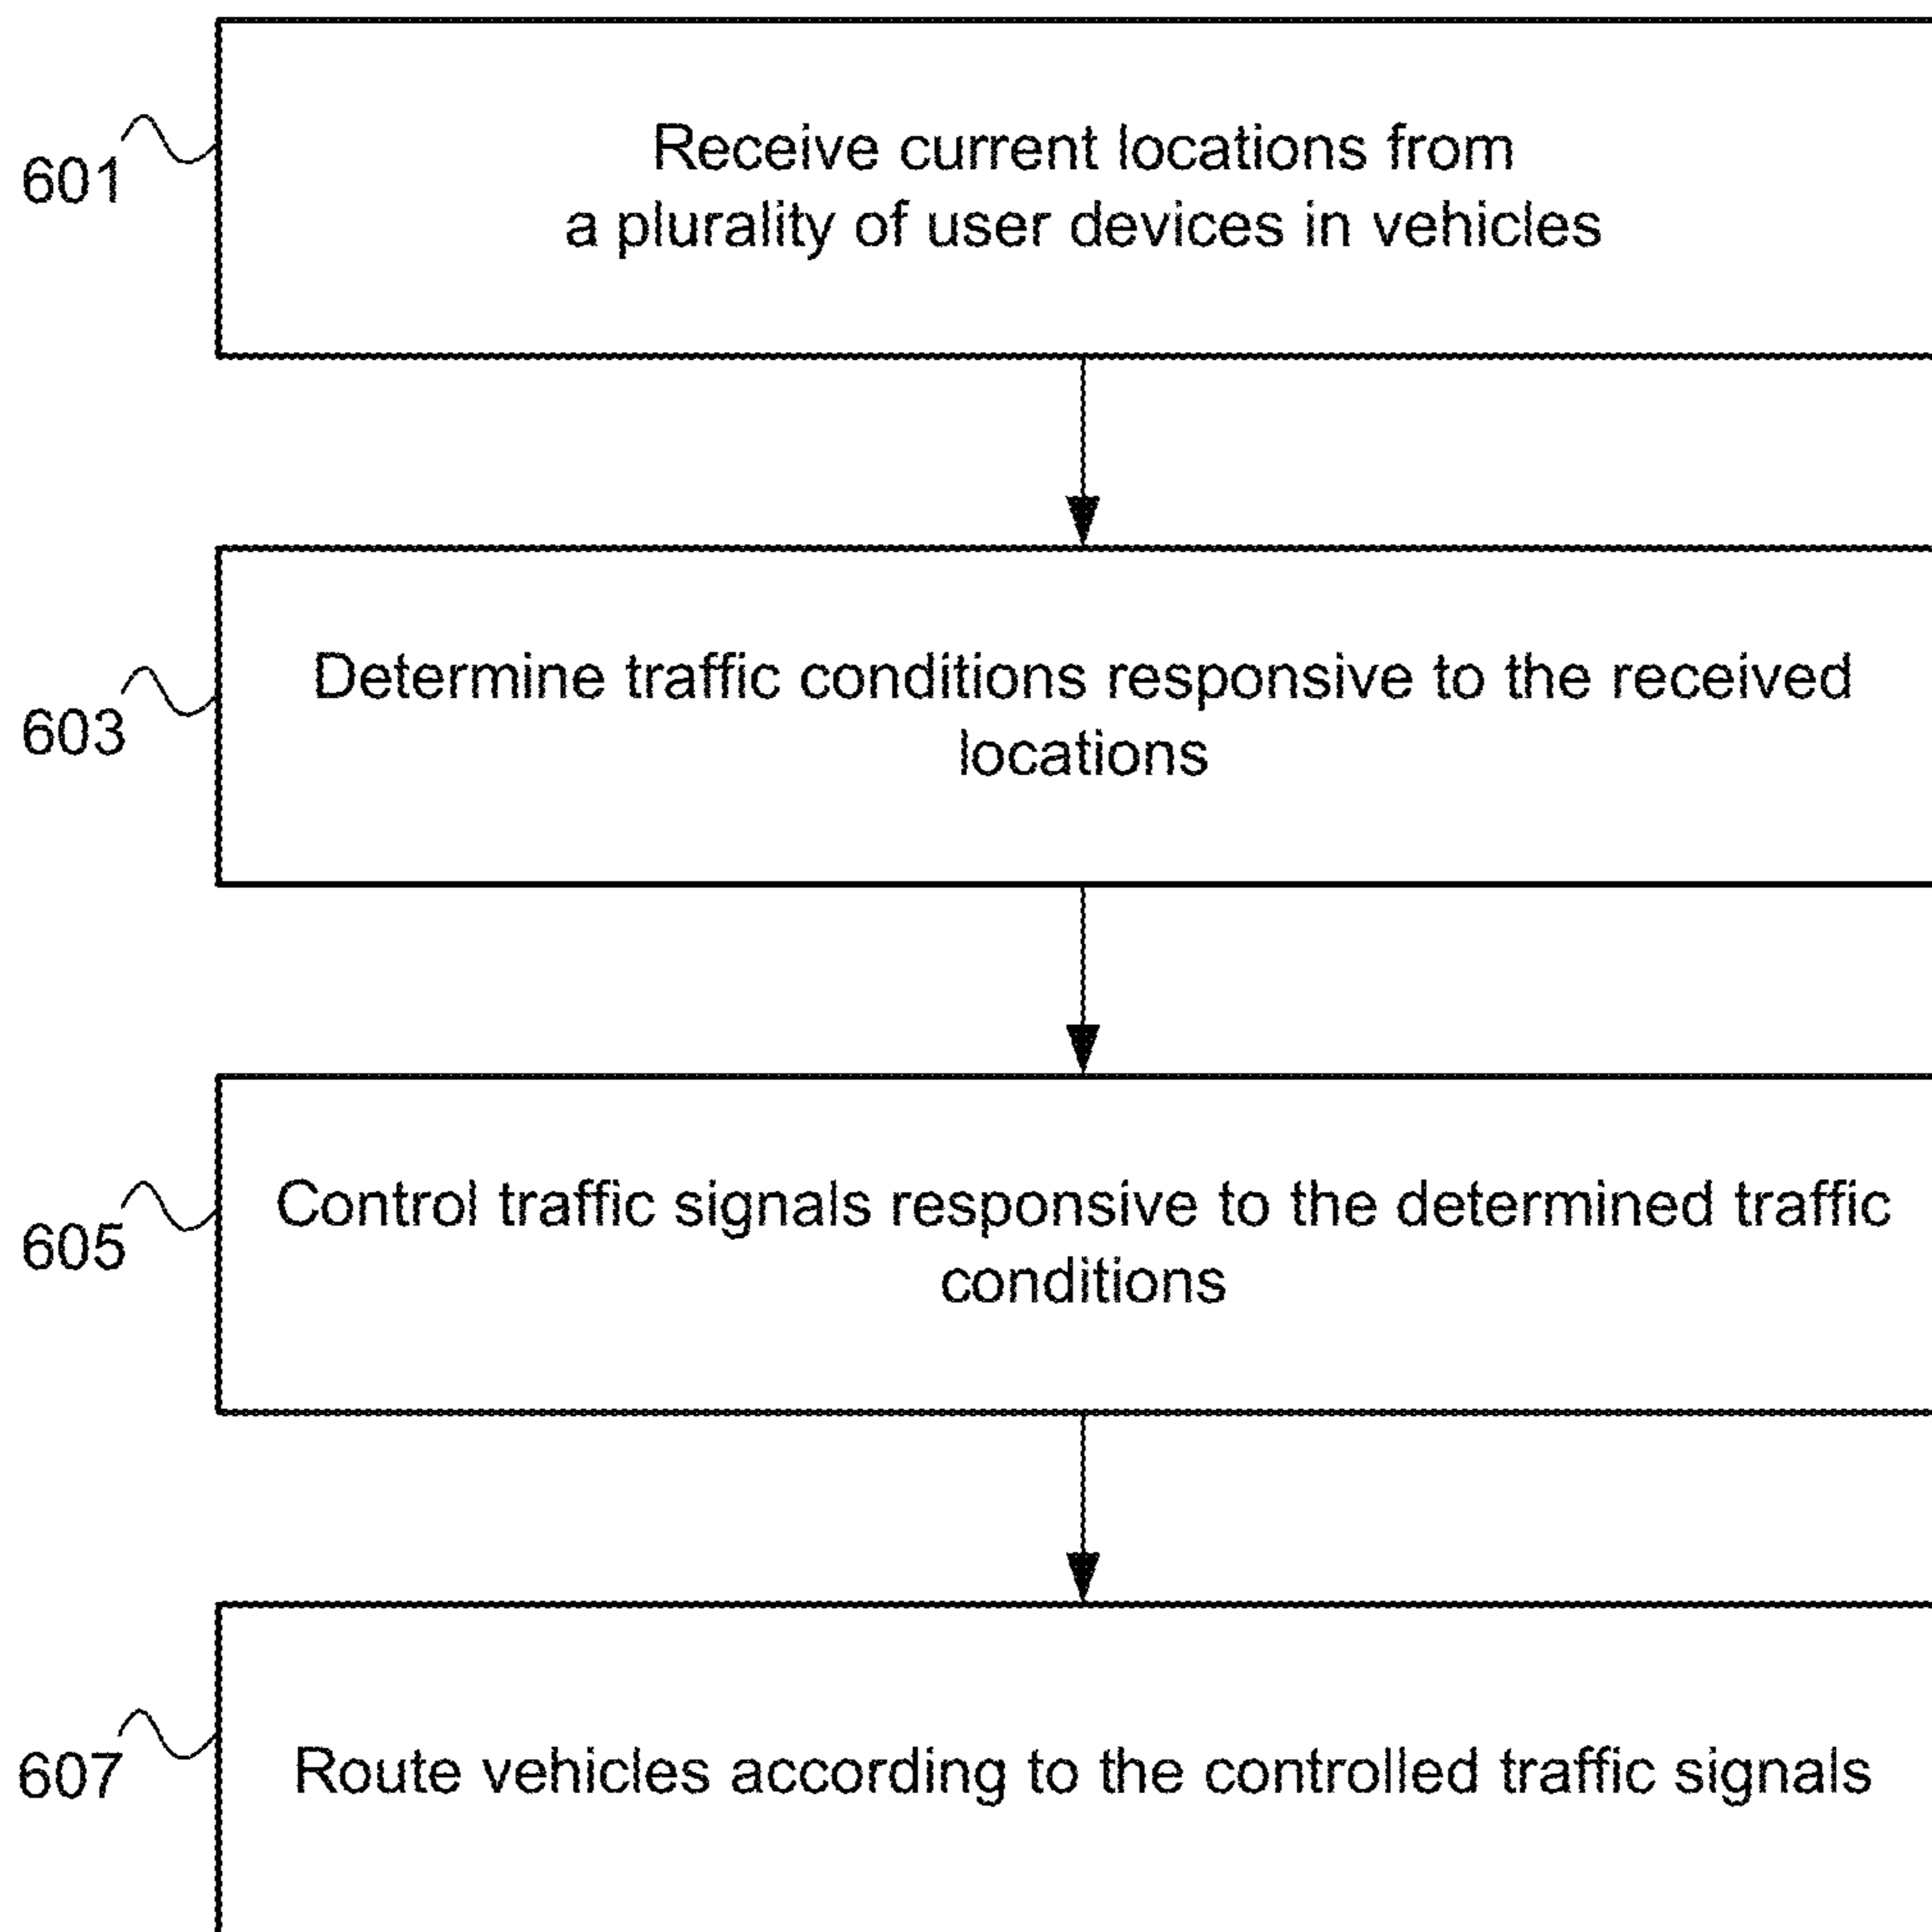 Receive current locations from
a plurality of user devices in vehicles
601
Determine traffic conditions responsive to the received
locations
603
Control traffic signals responsive to the determined traffic
conditions
605
Route vehicles according to the controlled traffic signals
607